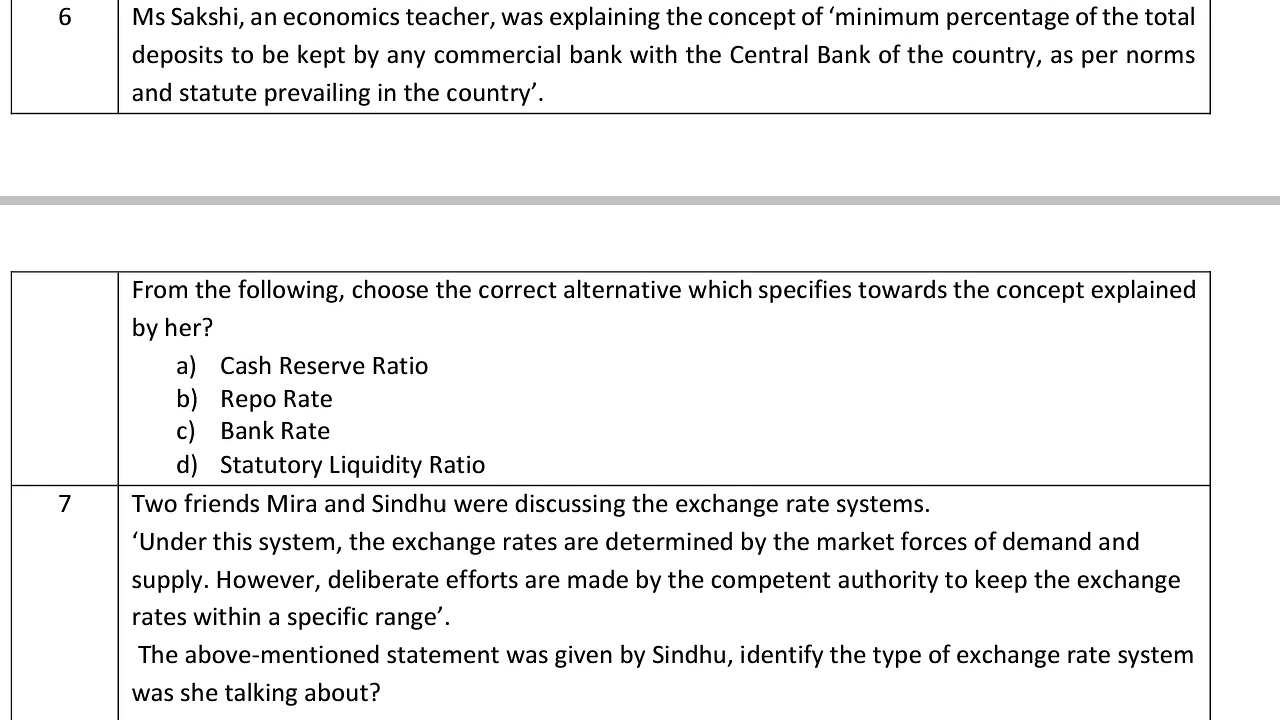 6
Ms Sakshi, an economics teacher, was explaining the concept of ‘minimum percentage of the total
deposits to be kept by any commercial bank with the Central Bank of the country, as per norms
and statute prevailing in the country’.
From the following, choose the correct alternative which specifies towards the concept explained
by her?
a) Cash Reserve Ratio
b) Repo Rate
c) Bank Rate
d) Statutory Liquidity Ratio
7
Two friends Mira and Sindhu were discussing the exchange rate systems.
‘Under this system, the exchange rates are determined by the market forces of demand and
supply. However, deliberate efforts are made by the competent authority to keep the exchange
rates within a specific range’.
The above-mentioned statement was given by Sindhu, identify the type of exchange rate system
was she talking about?